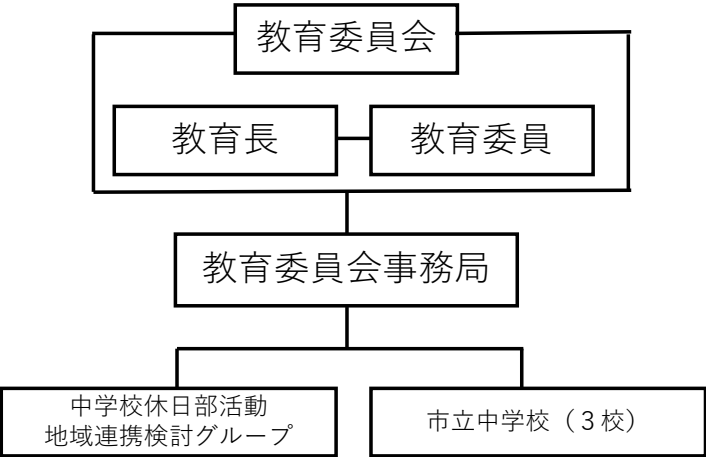 教育委員会
教育長
教育委員
教育委員会事務局
中学校休日部活動
地域連携検討グループ
市立中学校（３校）